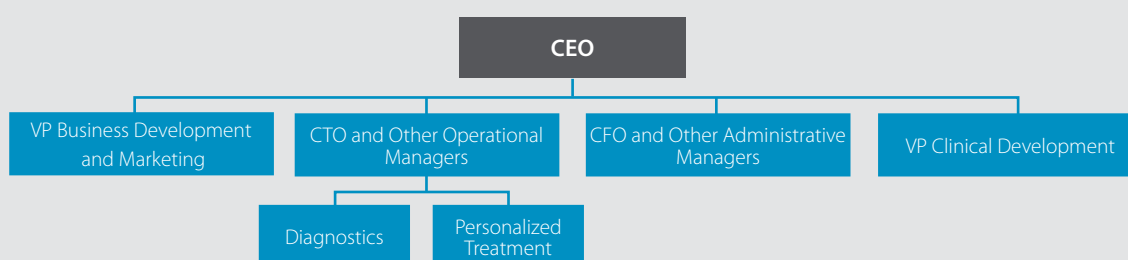 CEO
VP Business Development
and Marketing
CTO and Other Operational
Managers
CFO and Other Administrative
Managers
VP Clinical Development
Diagnostics
Personalized
Treatment